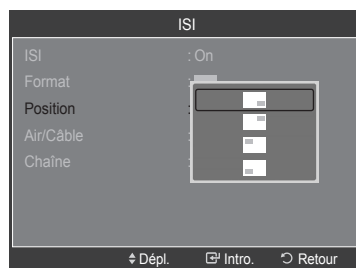 ISI
ISI : On
Format :
Position :
Air/Câble :
Chaîne :
Dépl. Intro. Retour